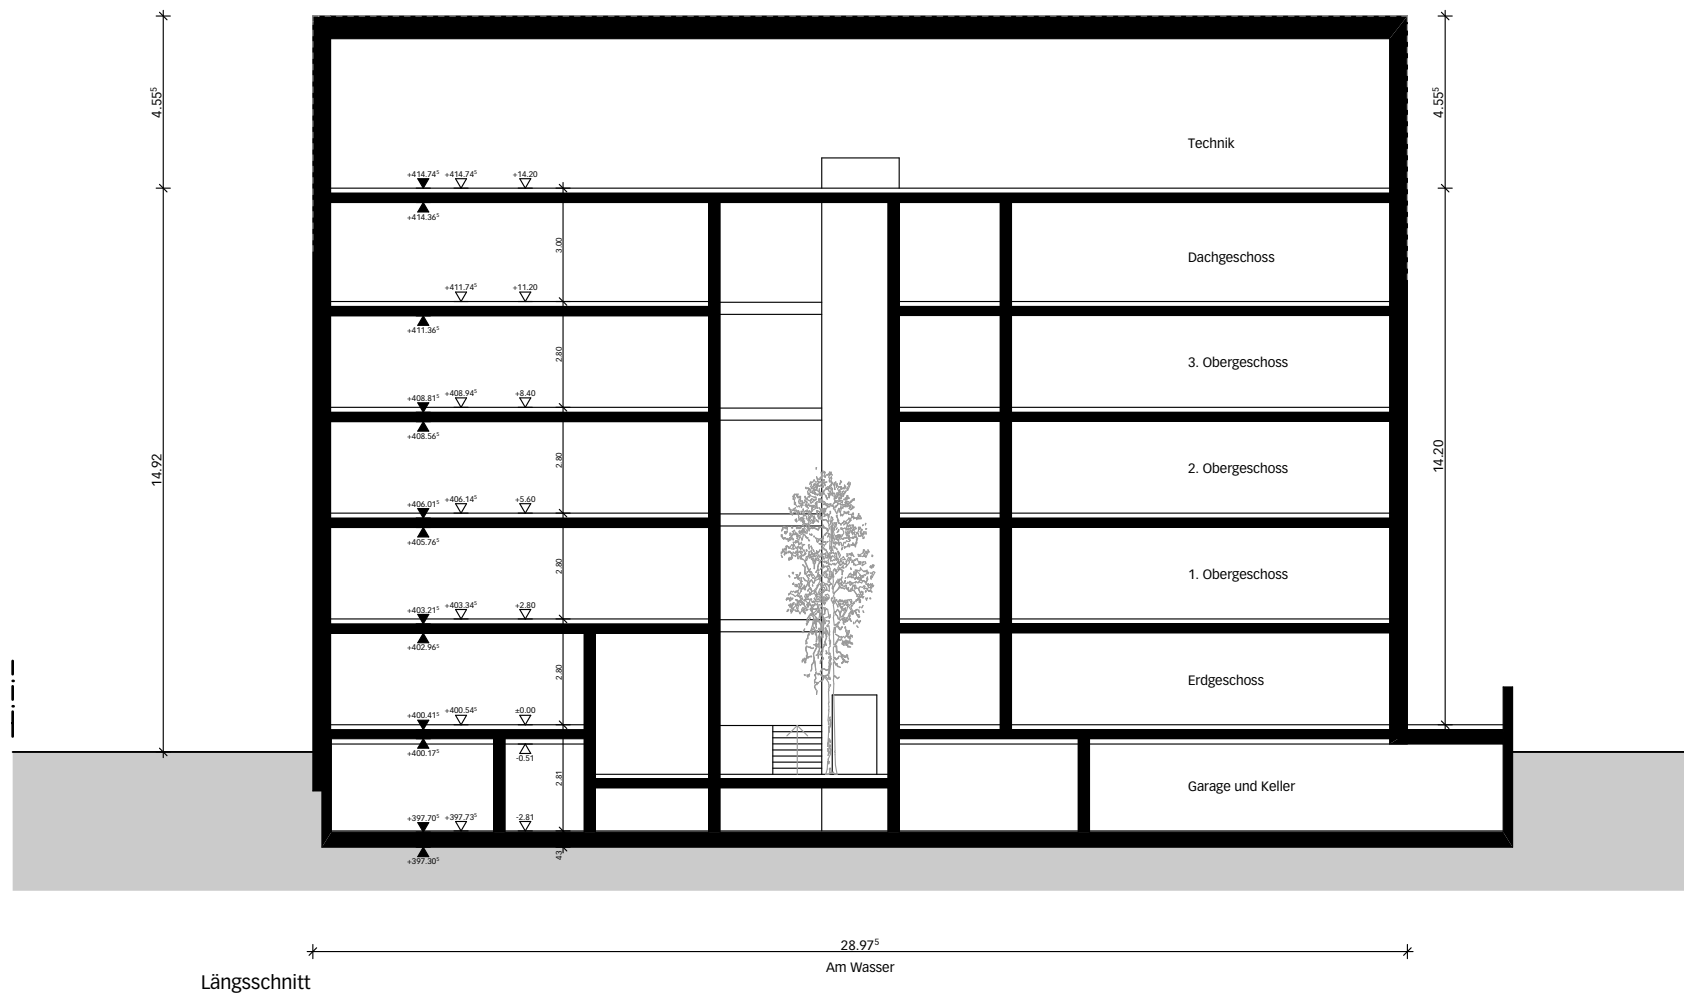 4.55⁵
4.55⁵
Technik
+414.74⁵ +414.74⁵ +14.20
+414.36⁵
3.00
Dachgeschoss
+411.74⁵ +11.20
+411.36⁵
2.80
3. Obergeschoss
+408.81⁵ +408.94⁵ +8.40
+408.56⁵
14.92
2.80
2. Obergeschoss
14.20
+406.01⁵ +406.14⁵ +5.60
+405.76⁵
2.80
1. Obergeschoss
+403.21⁵ +403.34⁵ +2.80
+402.96⁵
2.80
Erdgeschoss
+400.41⁵ +400.54⁵ ±0.00
+400.17⁵ -0.51
2.81
Garage und Keller
+397.70⁵ +397.73⁵ -2.81
+397.30⁵
43
28.97⁵
Am Wasser
Längsschnitt